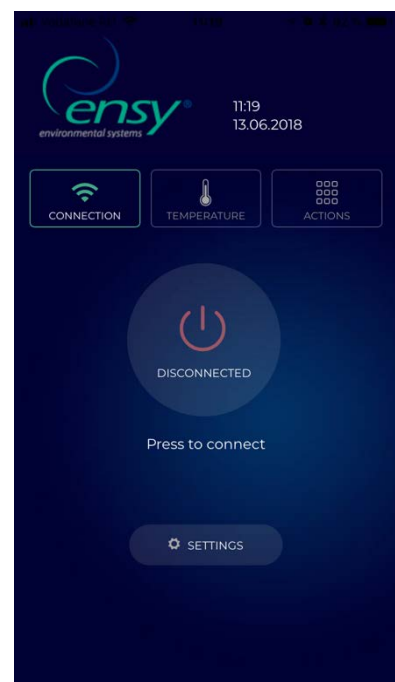 ensy®
environmental systems
11:19
13.06.2018
CONNECTION
TEMPERATURE
ACTIONS
DISCONNECTED
Press to connect
SETTINGS